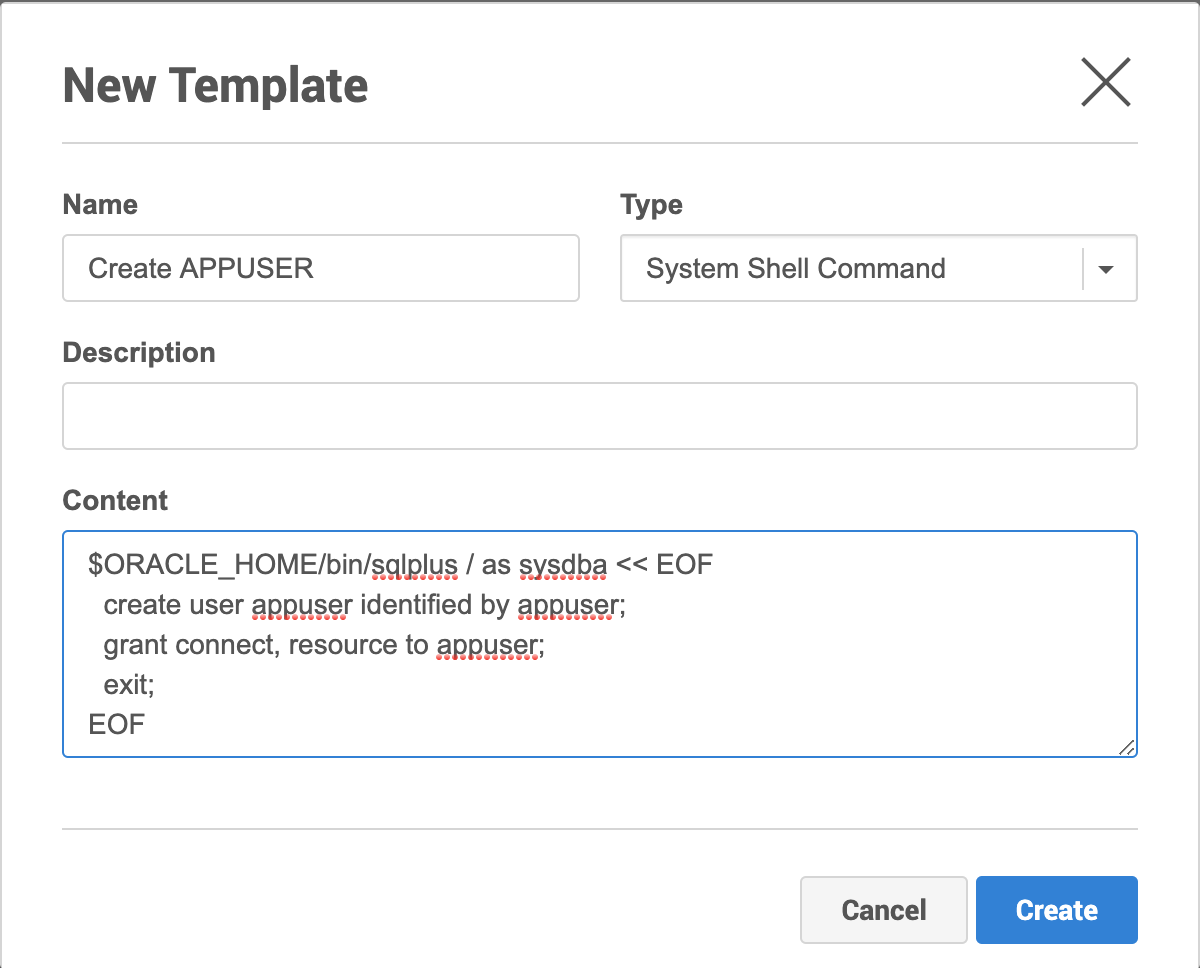 New Template
Name
Type
Create APPUSER
System Shell Command
Description
Content
$ORACLE_HOME/bin/sqlplus / as sysdba << EOF
  create user appuser identified by appuser;
  grant connect, resource to appuser;
  exit;
EOF
Cancel
Create